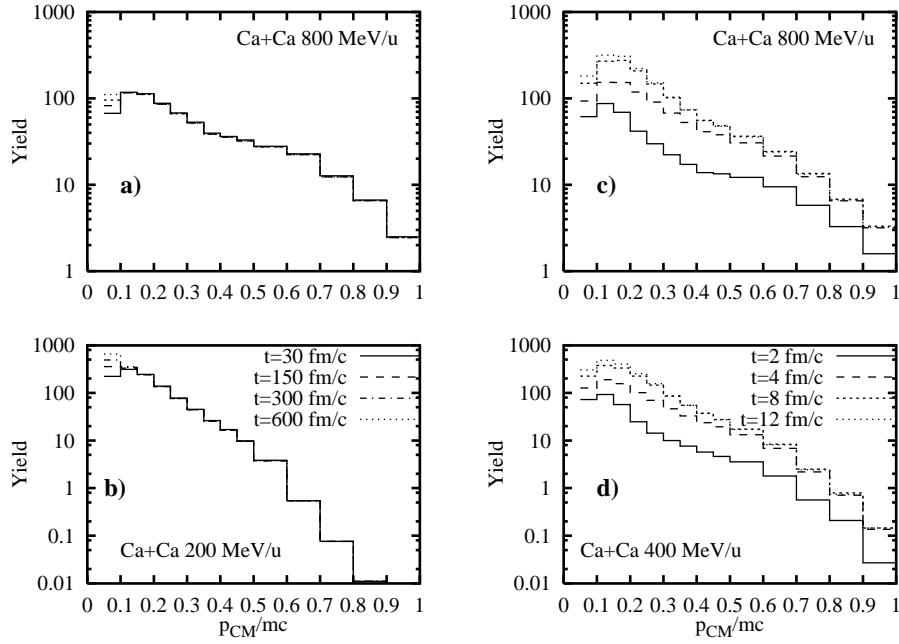 Ca+Ca 800 MeV/u
1000
100
10
1
Yield
a)
0 0.1 0.2 0.3 0.4 0.5 0.6 0.7 0.8 0.9 1
Ca+Ca 800 MeV/u
1000
100
10
1
Yield
c)
0 0.1 0.2 0.3 0.4 0.5 0.6 0.7 0.8 0.9 1
1000
100
10
1
0.1
0.01
Yield
t=30 fm/c
t=150 fm/c
t=300 fm/c
t=600 fm/c
b)
Ca+Ca 200 MeV/u
0 0.1 0.2 0.3 0.4 0.5 0.6 0.7 0.8 0.9 1
pCM/mc
1000
100
10
1
0.1
0.01
Yield
t=2 fm/c
t=4 fm/c
t=8 fm/c
t=12 fm/c
d)
Ca+Ca 400 MeV/u
0 0.1 0.2 0.3 0.4 0.5 0.6 0.7 0.8 0.9 1
pCM/mc